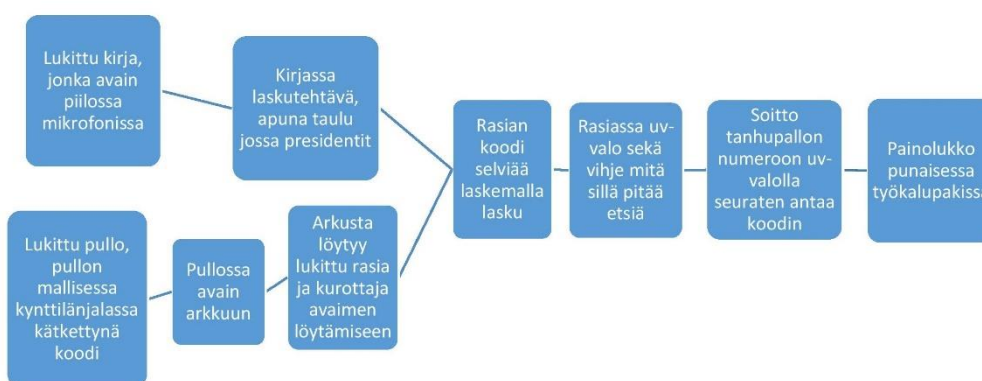 Lukittu kirja,
jonka avain
piilossa
mikrofonissa
Kirjassa
laskutehtävä,
apuna taulu
jossa presidentit
Lukittu pullo,
pullon
mallisessa
kynttilänjalassa
kätkettynä
koodi
Pullossa
avain
arkkuun
Arkusta
löytyy
lukittu rasia
ja kurottaja
avaimen
löytämiseen
Rasian
koodi
selviää
laskemalla
lasku
Rasiassa uv-
valo sekä
vihje mitä
sillä pitää
etsiä
Soitto
tanhupallon
numeroon uv-
valolla
seuraten antaa
koodin
Painolukko
punaisessa
työkalupakissa